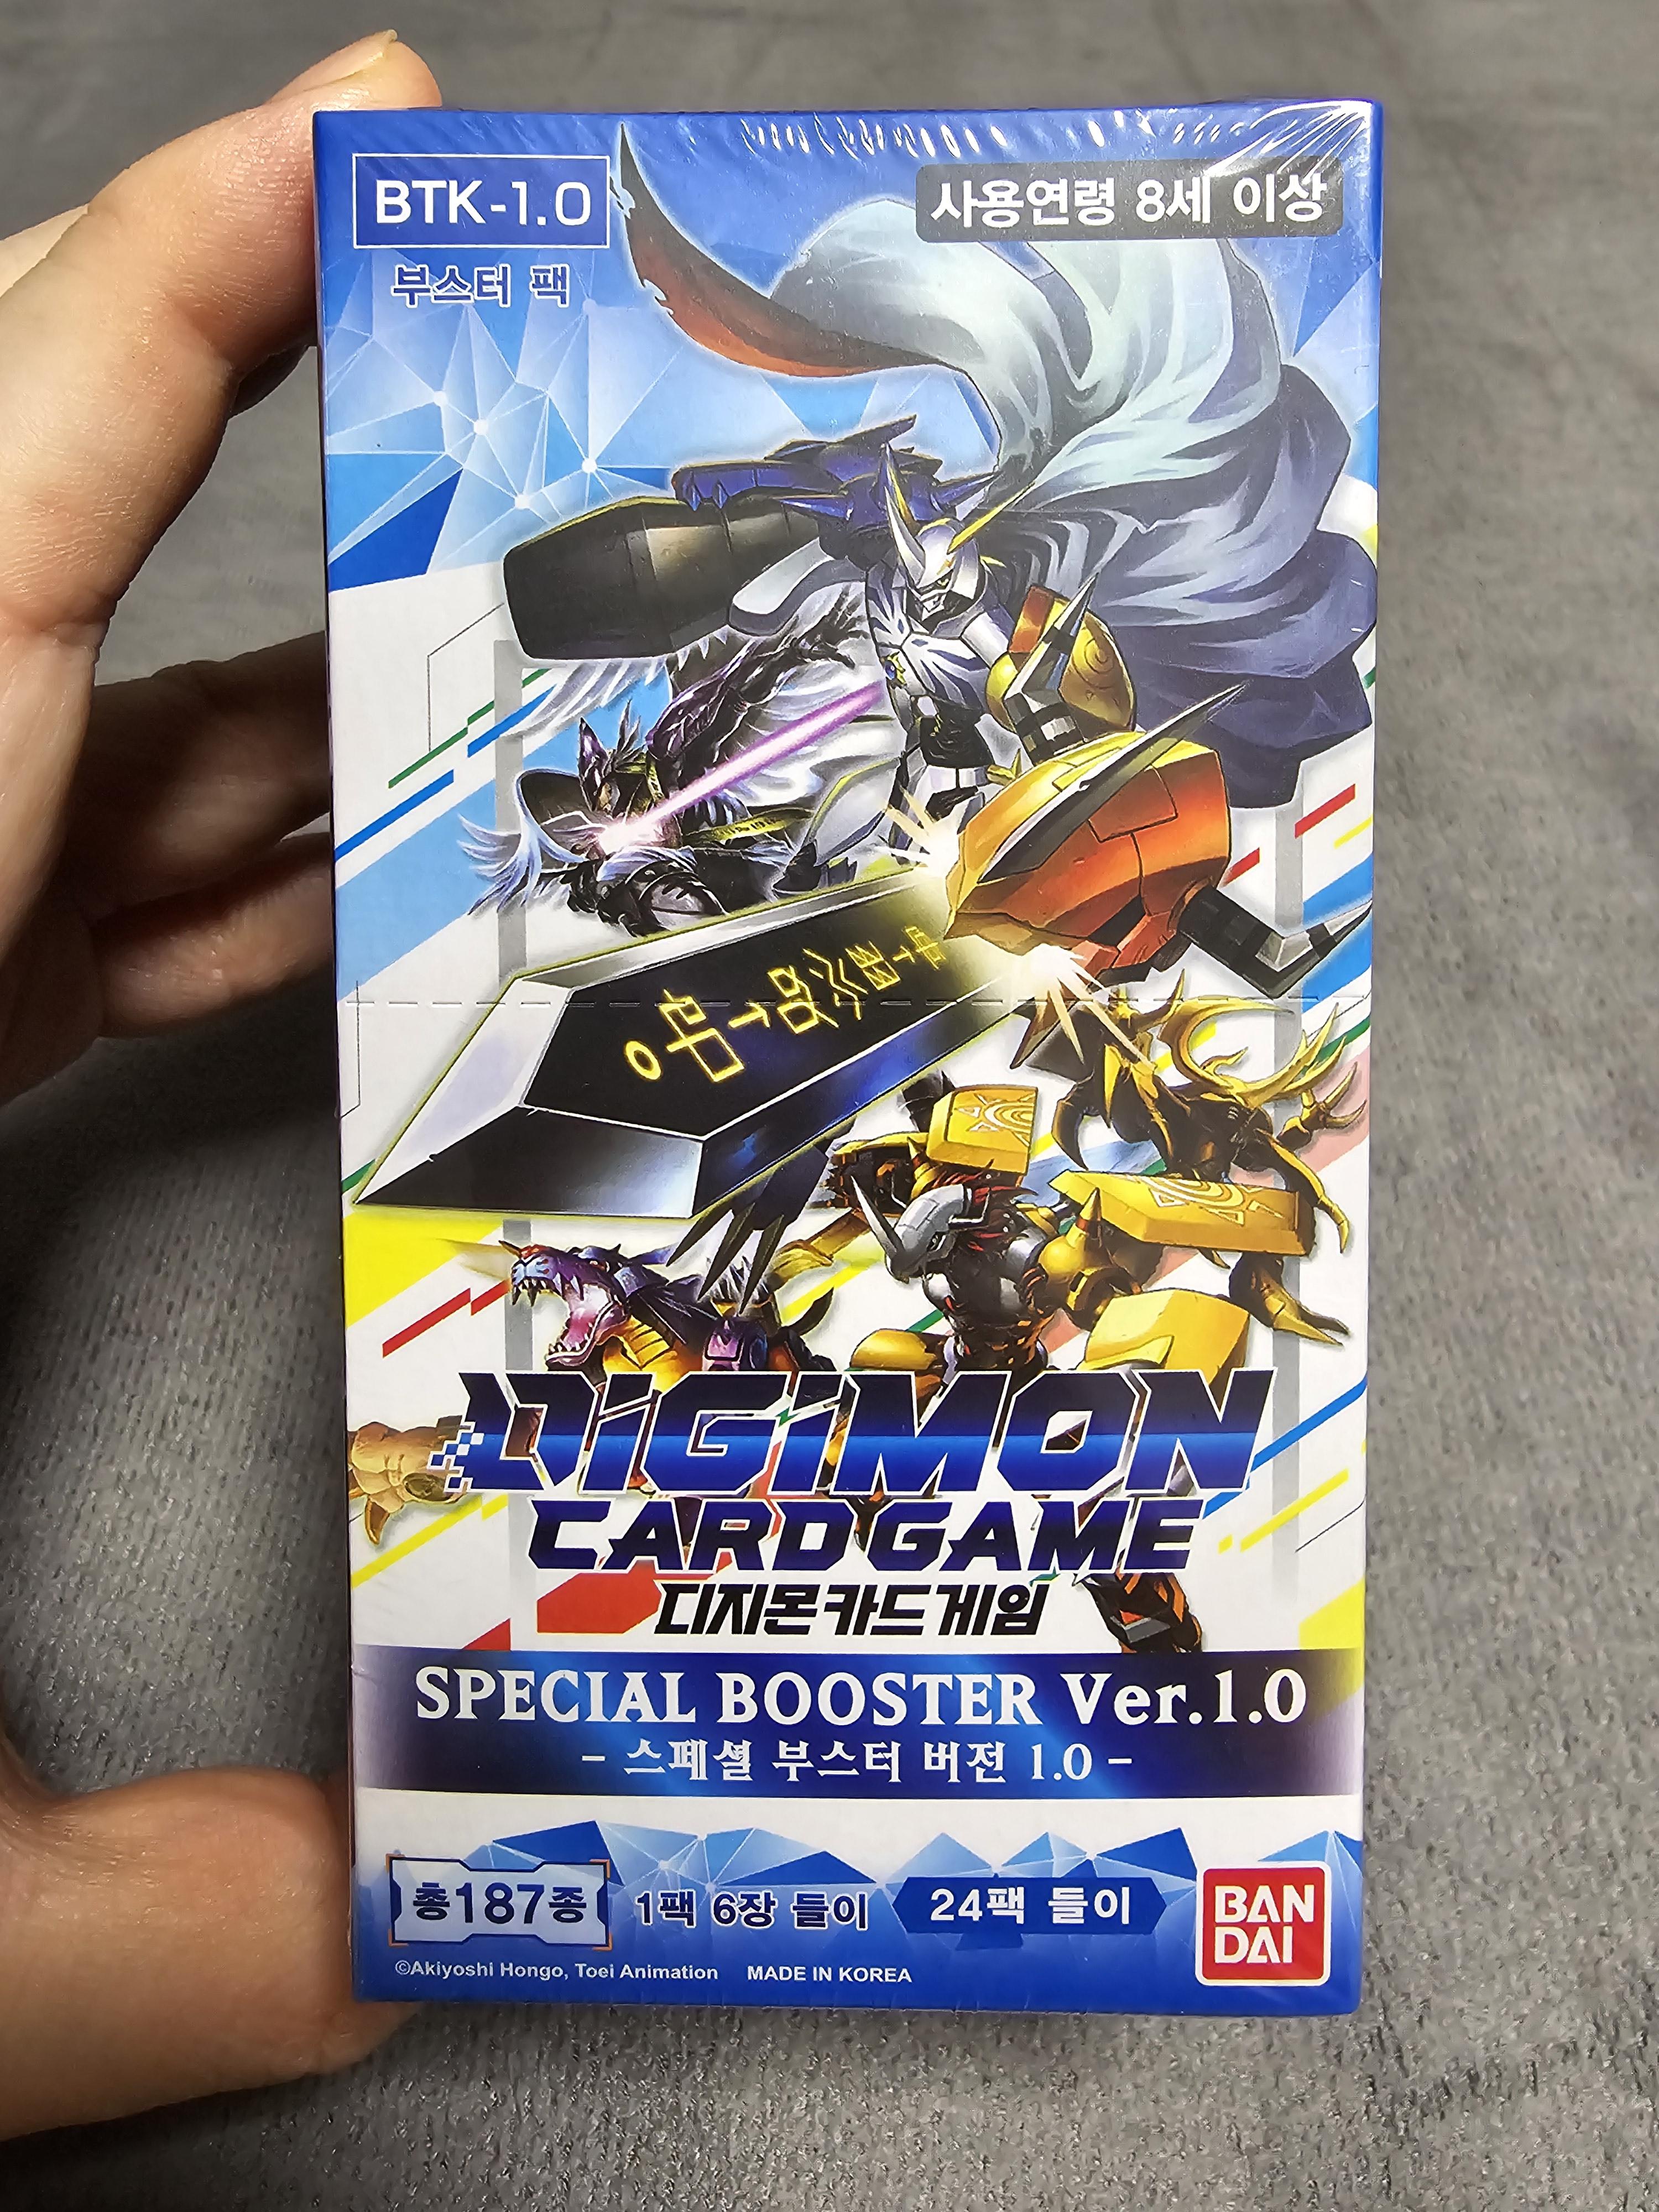 BTK-1.0
사용연령 8세 이상
부스터 팩
DIGIMON
CARD GAME
디지몬 카드 게임
SPECIAL BOOSTER Ver.1.0
- 스페셜 부스터 버전 1.0 -
총187종
1팩 6장 들이
24팩 들이
BAN
DAI
©Akiyoshi Hongo, Toei Animation MADE IN KOREA